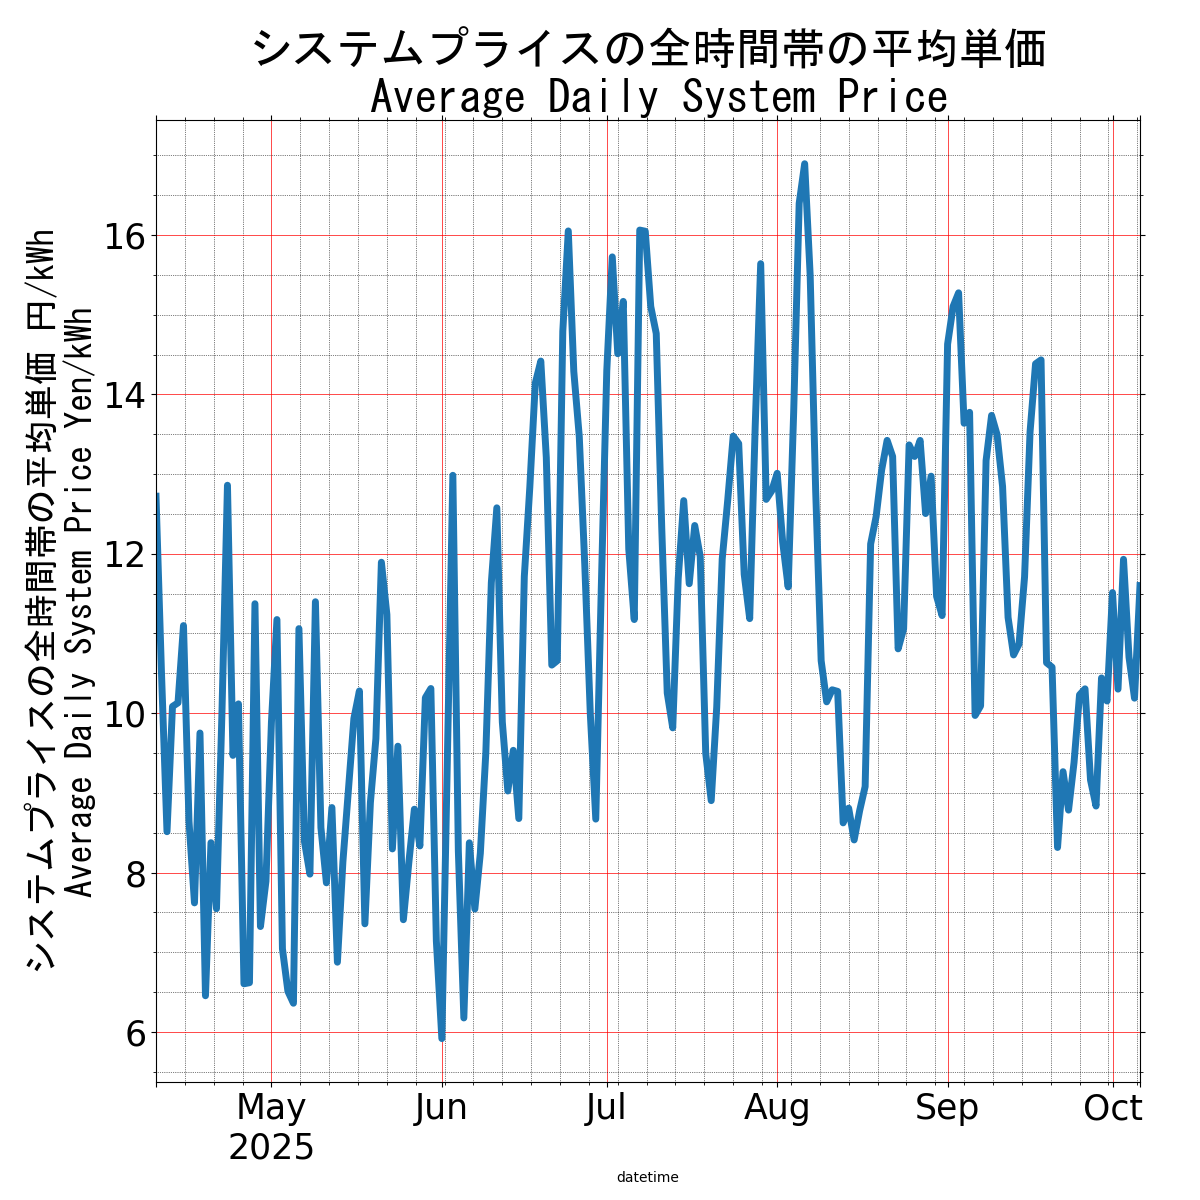 システムプライスの全時間帯の平均単価
Average Daily System Price
システムプライスの全時間帯の平均単価 円/kWh
Average Daily System Price Yen/kWh
16
14
12
10
8
6
May
2025
Jun
Jul
Aug
Sep
Oct
datetime